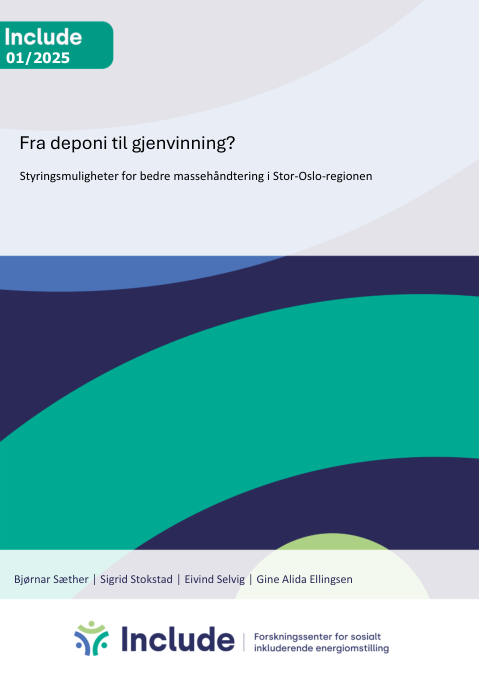 Include
01/2025
Fra deponi til gjenvinning?
Styringsmuligheter for bedre massehåndtering i Stor-Oslo-regionen
Bjørnar Sæther | Sigrid Stokstad | Eivind Selvig | Gine Alida Ellingsen
Include | Forskningssenter for sosialt
inkluderende energiomstilling